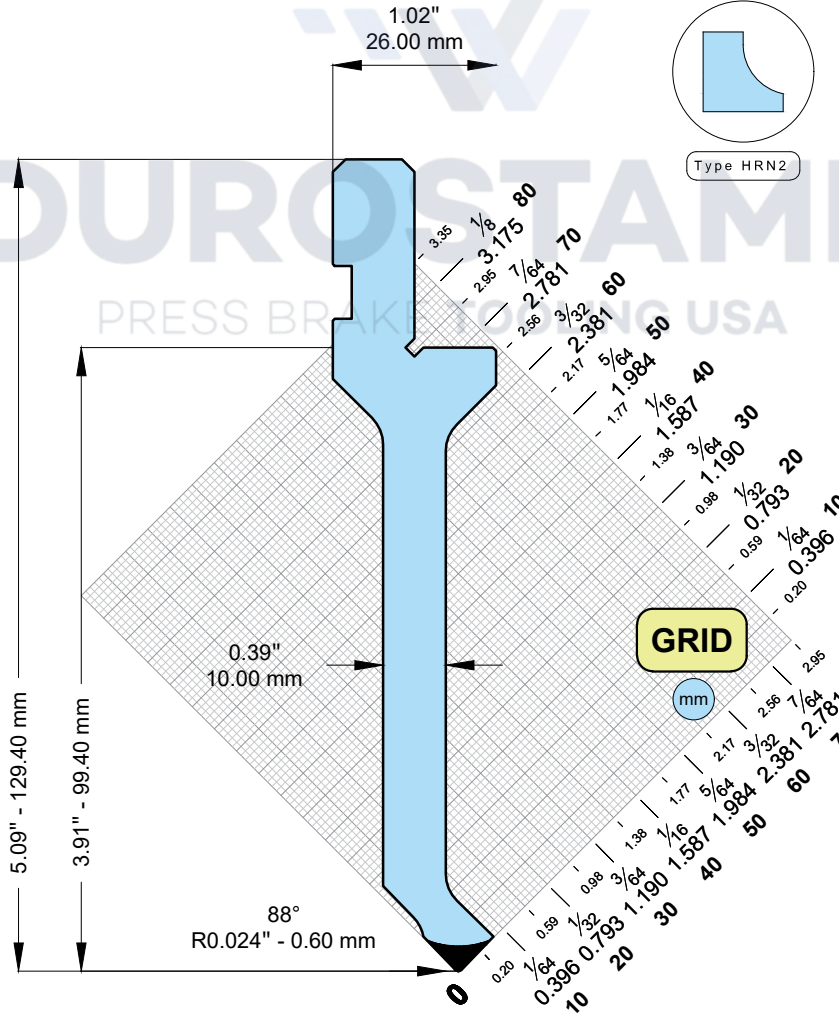 1.02"
26.00 mm
Type HRN2
DUROSTAM
PRESS BRAKE TOOLING USA
3.35 1/8 80
3.175
2.95 7/64 70
2.781
2.56 3/32 60
2.381
2.17 5/64 50
1.984
1.77 1/16 40
1.587
1.38 3/64 30
1.190
0.98 1/32 20
0.793
0.59 1/64 10
0.396
0.20
GRID
mm
0.39"
10.00 mm
5.09" - 129.40 mm
3.91" - 99.40 mm
88°
R0.024" - 0.60 mm
0
0.20 0.59 0.98 1.38 1.77 2.17 2.56 2.95
1/64 1/32 3/64 1/16 5/64 3/32 7/64
0.396 0.793 1.190 1.587 1.984 2.381 2.781
10 20 30 40 50 60